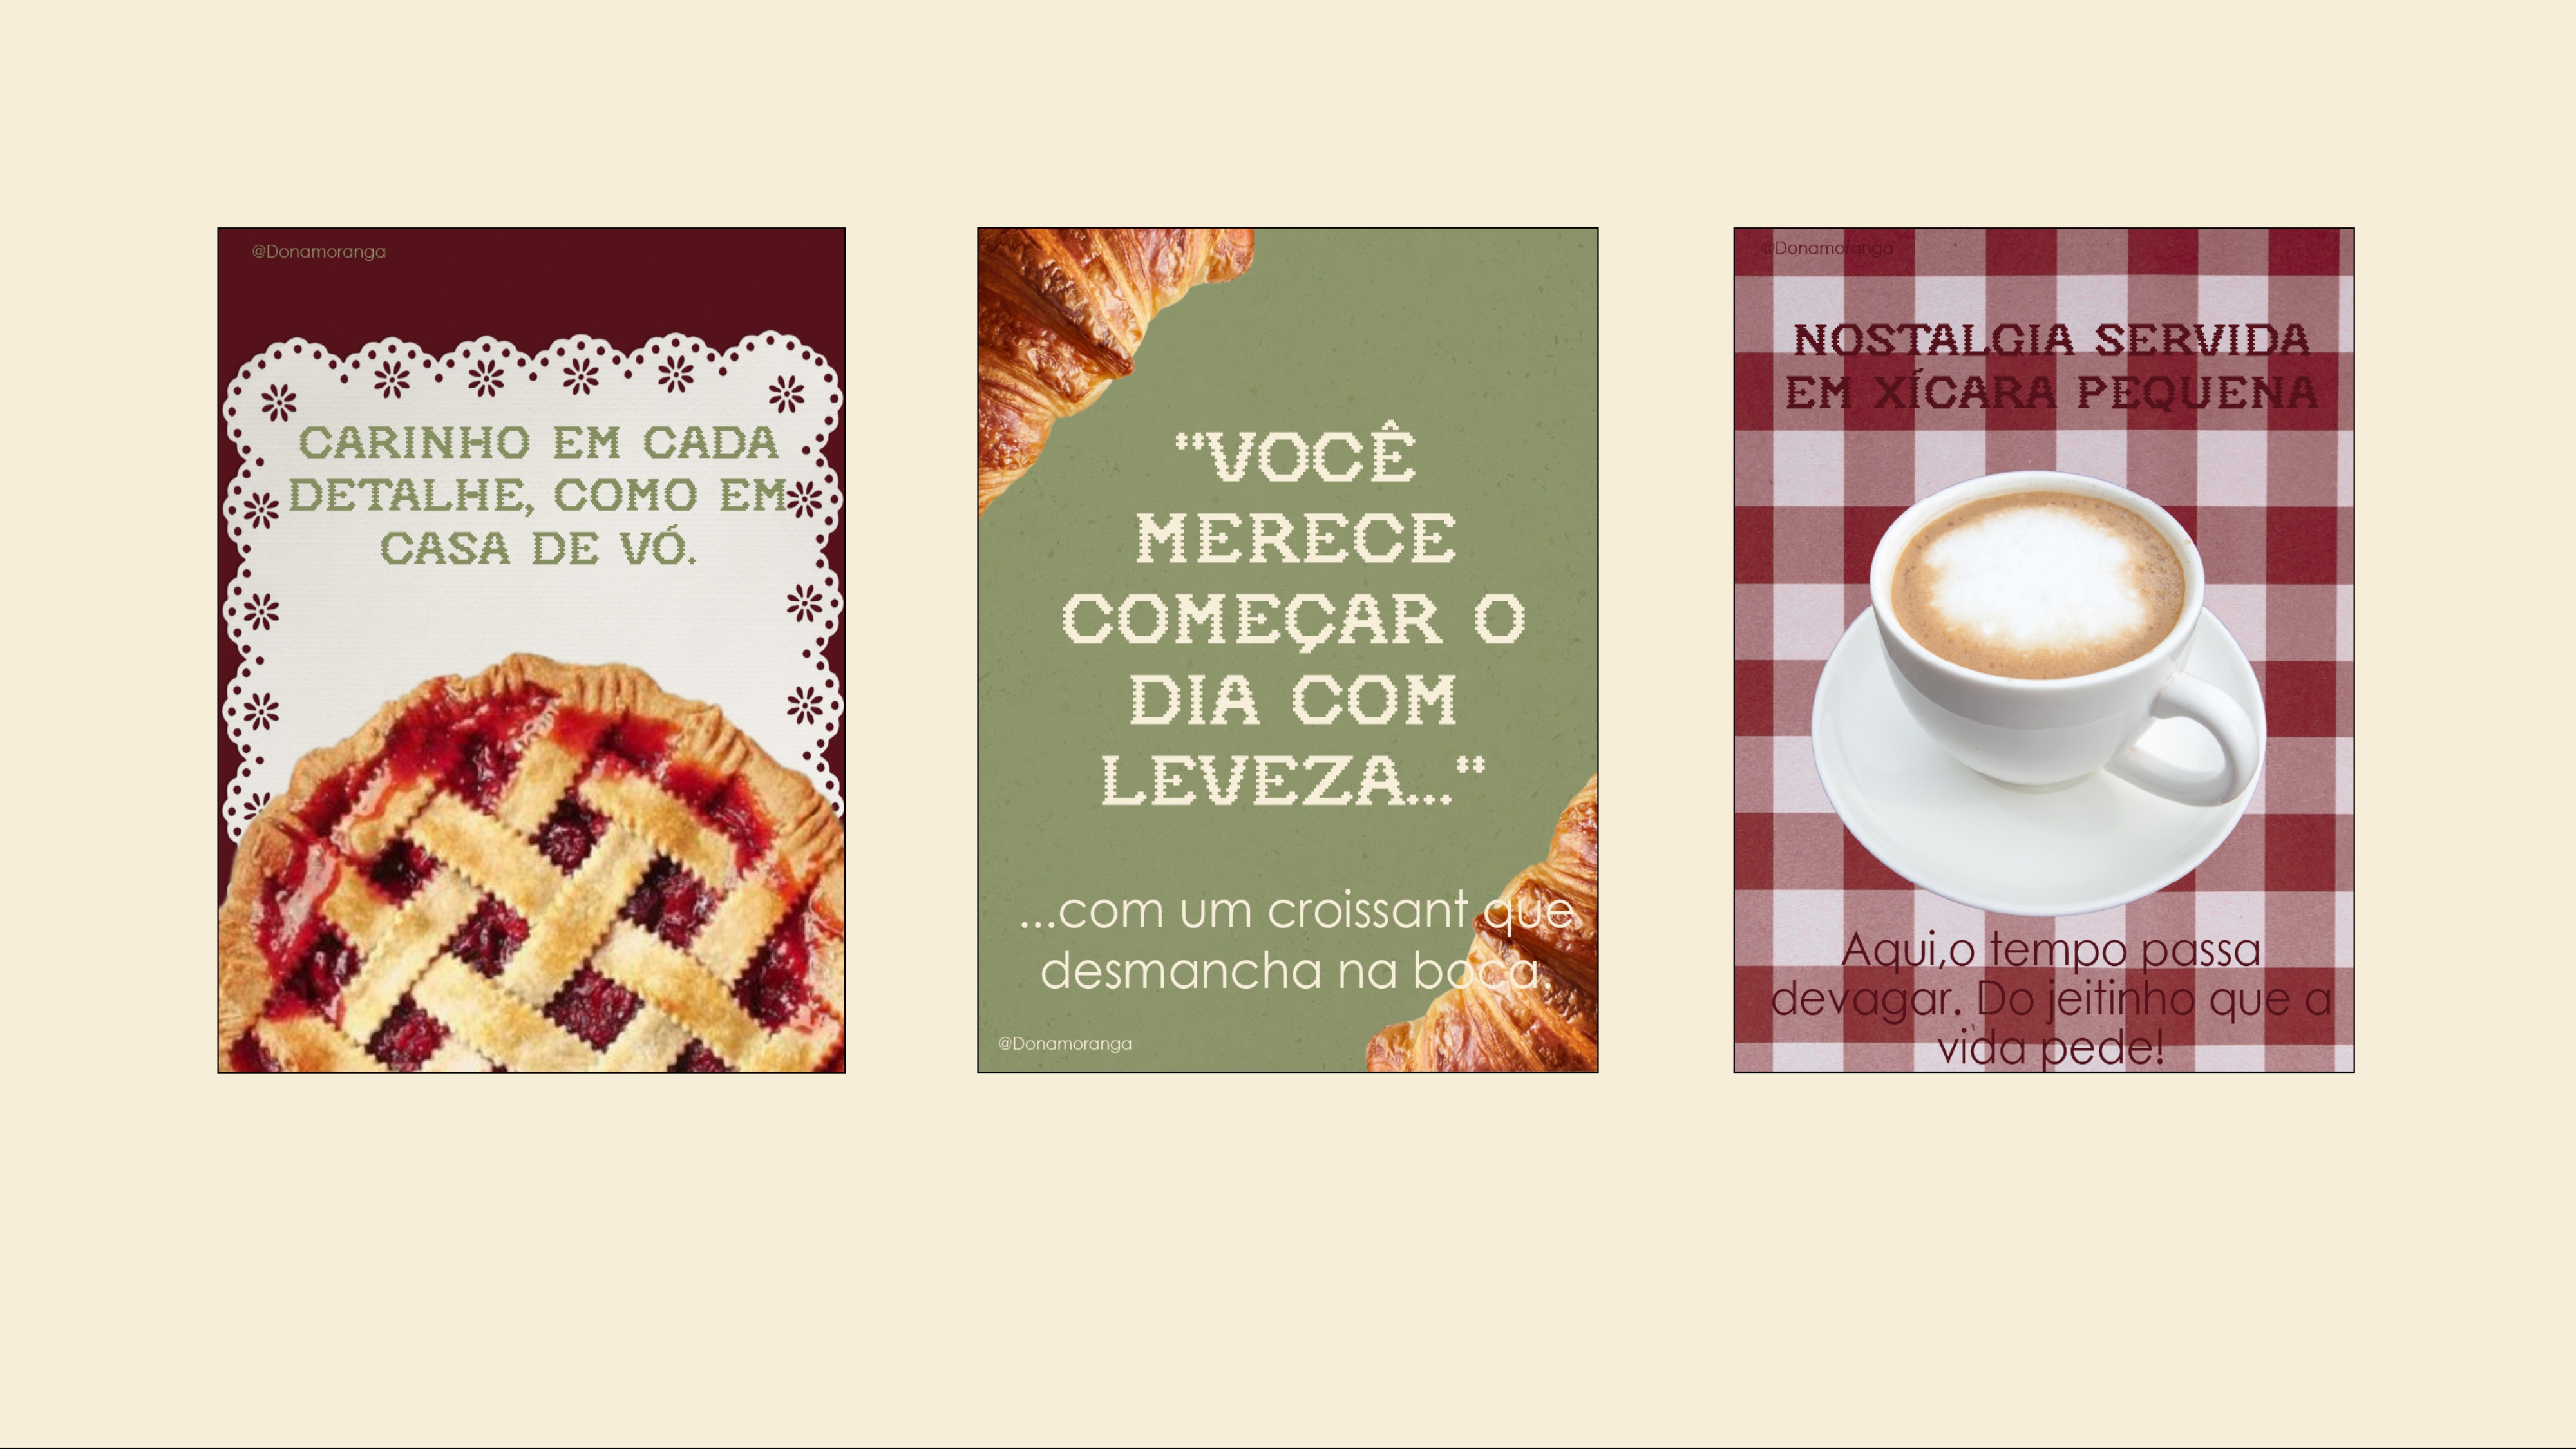 @Donamoranga
CARINHO EM CADA
DETALHE, COMO EM
CASA DE VÓ.
"VOCÊ
MERECE
COMEÇAR O
DIA COM
LEVEZA..."
...com um croissant que
desmancha na boca.
@Donamoranga
@Donamoranga
NOSTALGIA SERVIDA
EM XÍCARA PEQUENA
Aqui,o tempo passa
devagar. Do jeitinho que a
vida pede!